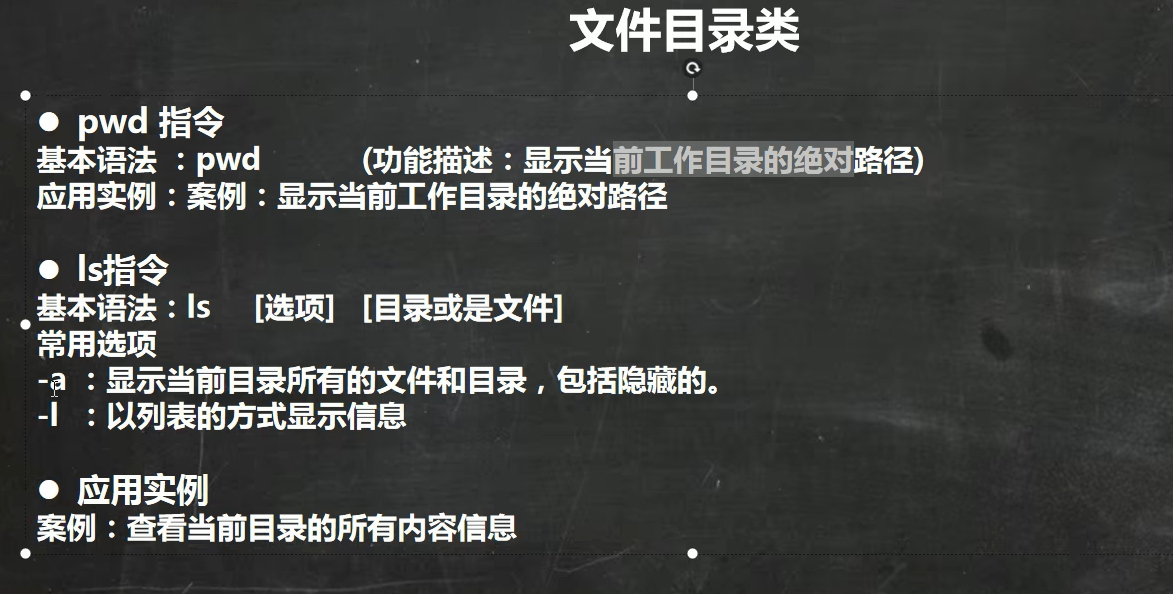 文件目录类
● pwd 指令
基本语法 ：pwd (功能描述：显示当前工作目录的绝对路径)
应用实例：案例：显示当前工作目录的绝对路径
● ls指令
基本语法：ls [选项] [目录或是文件]
常用选项
-a ：显示当前目录所有的文件和目录，包括隐藏的。
-l ：以列表的方式显示信息
● 应用实例
案例：查看当前目录的所有内容信息